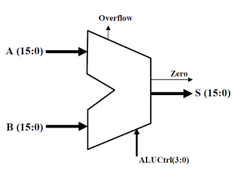 Overflow
A (15:0)
Zero
S (15:0)
B (15:0)
ALUCtrl(3:0)